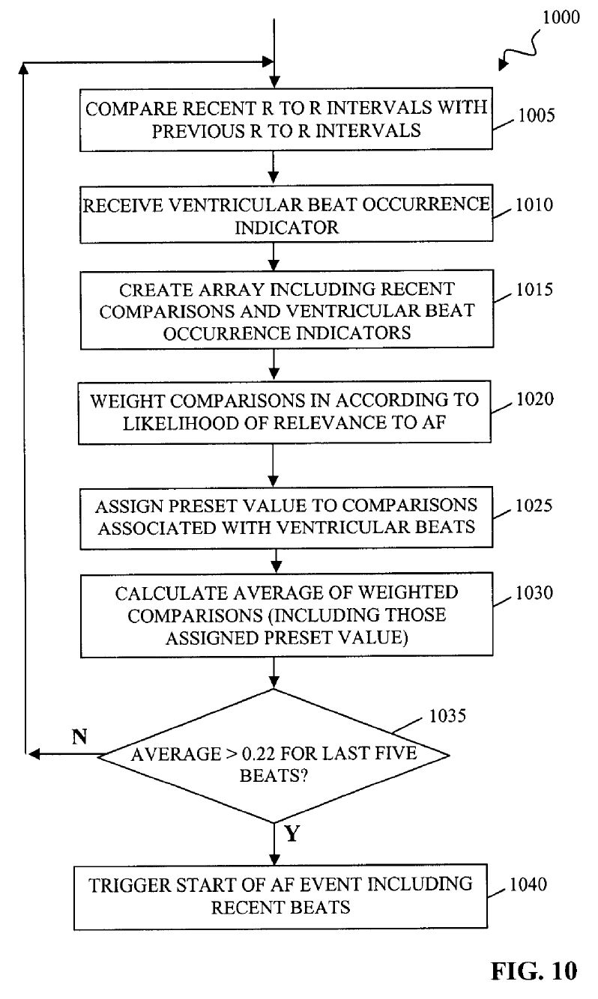 1000
COMPARE RECENT R TO R INTERVALS WITH
PREVIOUS R TO R INTERVALS
1005
RECEIVE VENTRICULAR BEAT OCCURRENCE
INDICATOR
1010
CREATE ARRAY INCLUDING RECENT
COMPARISONS AND VENTRICULAR BEAT
OCCURRENCE INDICATORS
1015
WEIGHT COMPARISONS IN ACCORDING TO
LIKELIHOOD OF RELEVANCE TO AF
1020
ASSIGN PRESET VALUE TO COMPARISONS
ASSOCIATED WITH VENTRICULAR BEATS
1025
CALCULATE AVERAGE OF WEIGHTED
COMPARISONS (INCLUDING THOSE
ASSIGNED PRESET VALUE)
1030
1035
N
AVERAGE > 0.22 FOR LAST FIVE
BEATS?
Y
TRIGGER START OF AF EVENT INCLUDING
RECENT BEATS
1040
FIG. 10